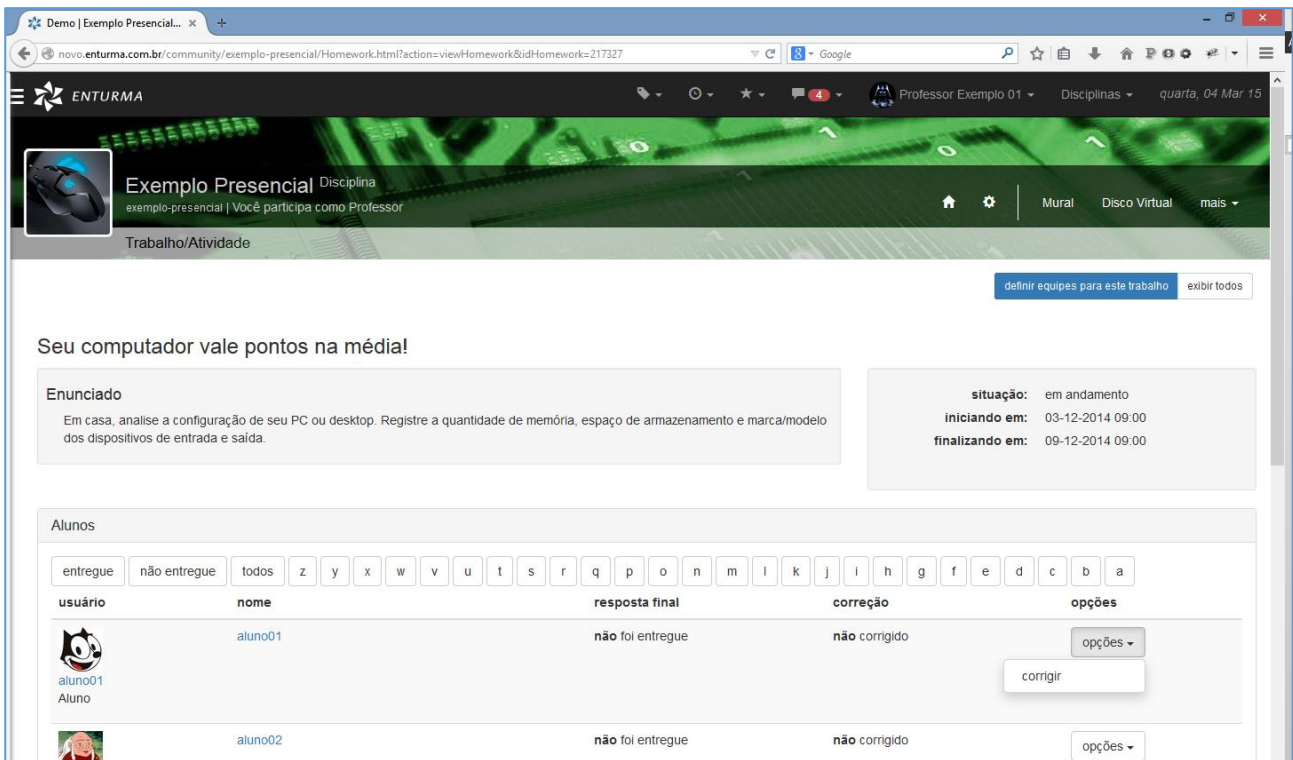 Demo | Exemplo Presencial... × +
novo.enturma.com.br/community/exemplo-presencial/Homework.html?action=viewHomework&idHomework=217327
Google
ENTURMA
4
Professor Exemplo 01
Disciplinas
quarta, 04 Mar 15
Exemplo Presencial Disciplina
exemplo-presencial | Você participa como Professor
Mural Disco Virtual mais
Trabalho/Atividade
definir equipes para este trabalho exibir todos
Seu computador vale pontos na média!
Enunciado
Em casa, analise a configuração de seu PC ou desktop. Registre a quantidade de memória, espaço de armazenamento e marca/modelo
dos dispositivos de entrada e saída.
situação: em andamento
iniciando em: 03-12-2014 09:00
finalizando em: 09-12-2014 09:00
Alunos
entregue não entregue todos z y x w v u t s r q p o n m l k j i h g f e d c b a
usuário nome resposta final correção opções
aluno01 não foi entregue não corrigido opções
corrigir
aluno01
Aluno
aluno02 não foi entregue não corrigido opções